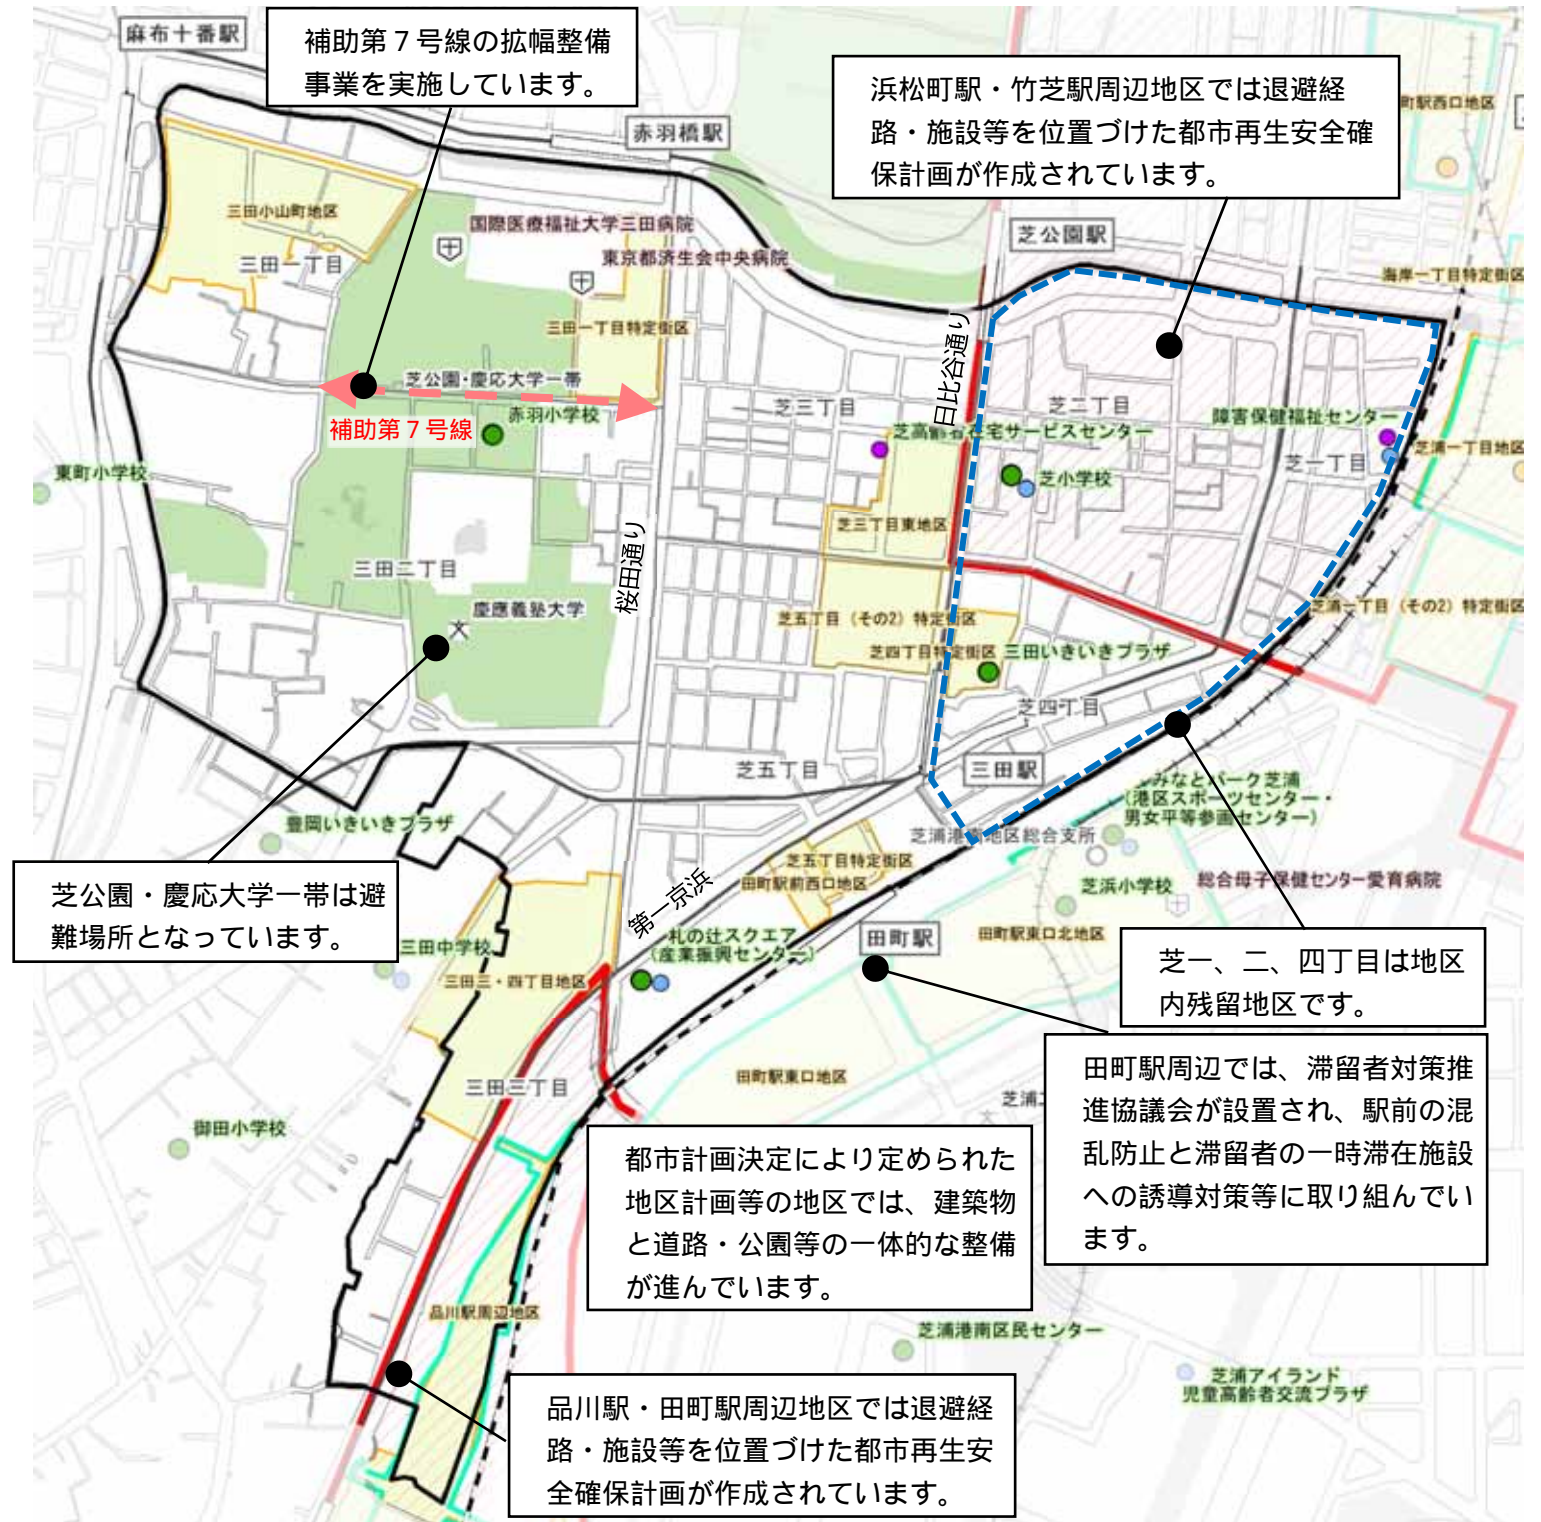 麻布十番駅
補助第７号線の拡幅整備
事業を実施しています。
赤羽橋駅
浜松町駅・竹芝駅周辺地区では退避経
路・施設等を位置づけた都市再生安全確
保計画が作成されています。
町駅西口地区
三田小山町地区
三田一丁目
国際医療福祉大学三田病院
東京都済生会中央病院
三田一丁目特定街区
芝公園駅
海岸一丁目特定街区
日比谷通り
芝公園・慶応大学一帯
赤羽小学校
補助第７号線
芝三丁目
芝二丁目
芝高齢者在宅サービスセンター
障害保健福祉センター
芝一丁目
芝浦一丁目地区
東町小学校
芝小学校
芝三丁目東地区
桜田通り
三田二丁目
慶應義塾大学
芝五丁目（その2）特定街区
芝四丁目特定街区
三田いきいきプラザ
芝浦一丁目（その2）特定街区
芝四丁目
三田駅
芝五丁目
みなとパーク芝浦
（港区スポーツセンター・
男女平等参画センター）
芝浦港南地区総合支所
豊岡いきいきプラザ
芝五丁目特定街区
田町駅前西口地区
芝浜小学校
総合母子保健センター愛育病院
芝公園・慶応大学一帯は避
難場所となっています。
第一京浜
札の辻スクエア
（産業振興センター）
田町駅
田町駅東口北地区
三田中学校
三田三・四丁目地区
芝一、二、四丁目は地区
内残留地区です。
三田三丁目
田町駅東口地区
芝浦
田町駅周辺では、滞留者対策推
進協議会が設置され、駅前の混
乱防止と滞留者の一時滞在施設
への誘導対策等に取り組んでい
ます。
御田小学校
都市計画決定により定められた
地区計画等の地区では、建築物
と道路・公園等の一体的な整備
が進んでいます。
品川駅周辺地区
芝浦港南区民センター
芝浦アイランド
児童高齢者交流プラザ
品川駅・田町駅周辺地区では退避経
路・施設等を位置づけた都市再生安
全確保計画が作成されています。